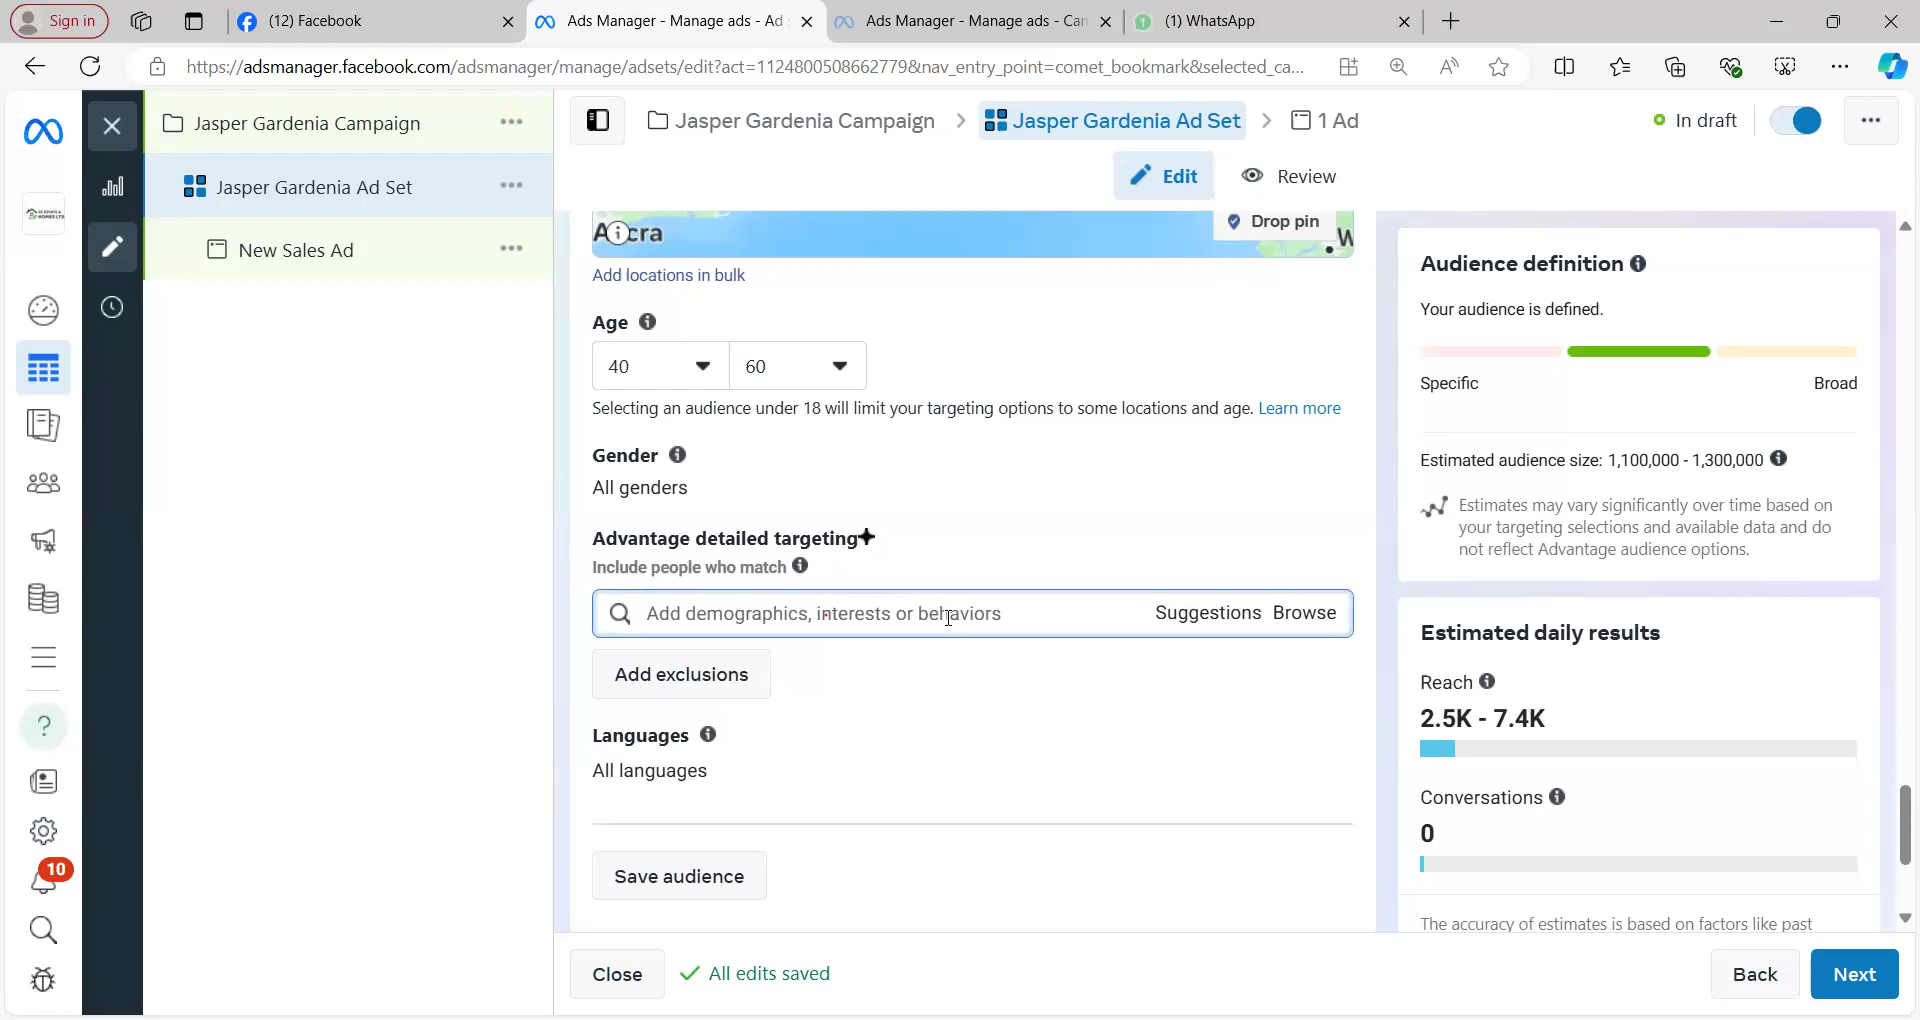 Sign in
(12) Facebook
Ads Manager - Manage ads - Ad
Ads Manager - Manage ads - Can
(1) WhatsApp
https://adsmanager.facebook.com/adsmanager/manage/adsets/edit?act=1124800508662779&nav_entry_point=comet_bookmark&selected_ca...
Jasper Gardenia Campaign
Jasper Gardenia Ad Set
New Sales Ad
Jasper Gardenia Campaign
Jasper Gardenia Ad Set
1 Ad
In draft
Edit
Review
Accra
Drop pin
Add locations in bulk
Age
40
60
Selecting an audience under 18 will limit your targeting options to some locations and age. Learn more
Gender
All genders
Advantage detailed targeting
Include people who match
Add demographics, interests or behaviors
Suggestions
Browse
Add exclusions
Languages
All languages
Save audience
Close
All edits saved
Back
Next
Audience definition
Your audience is defined.
Specific
Broad
Estimated audience size: 1,100,000 - 1,300,000
Estimates may vary significantly over time based on
your targeting selections and available data and do
not reflect Advantage audience options.
Estimated daily results
Reach
2.5K - 7.4K
Conversations
0
The accuracy of estimates is based on factors like past
10